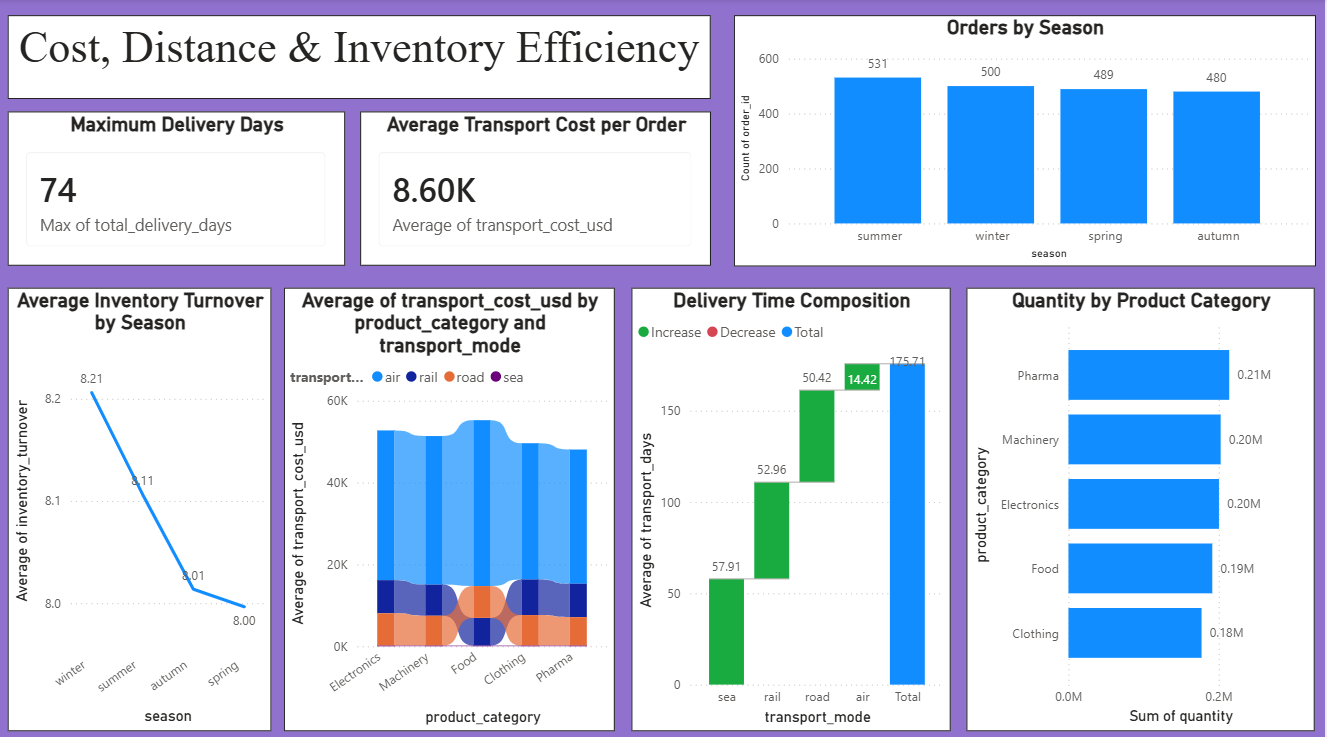 Cost, Distance & Inventory Efficiency
Maximum Delivery Days
74
Max of total_delivery_days
Average Transport Cost per Order
8.60K
Average of transport_cost_usd
Orders by Season
Count of order_id
600
400
200
0
531
500
489
480
summer
winter
spring
autumn
season
Average Inventory Turnover
by Season
Average of inventory_turnover
8.2
8.1
8.0
8.21
8.11
8.01
8.00
winter
summer
autumn
spring
season
Average of transport_cost_usd by
product_category and
transport_mode
transport... air rail road sea
Average of transport_cost_usd
60K
40K
20K
0K
Electronics
Machinery
Food
Clothing
Pharma
product_category
Delivery Time Composition
Increase Decrease Total
Average of transport_days
150
100
50
0
57.91
52.96
50.42
14.42
175.71
sea
rail
road
air
Total
transport_mode
Quantity by Product Category
product_category
Pharma 0.21M
Machinery 0.20M
Electronics 0.20M
Food 0.19M
Clothing 0.18M
0.0M
0.2M
Sum of quantity